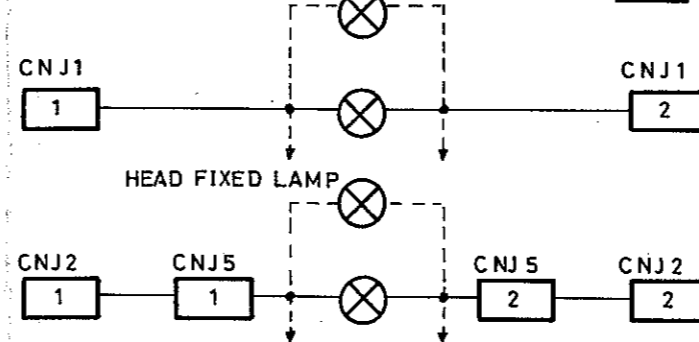 CNJ1 CNJ1
1 2
HEAD FIXED LAMP
CNJ2 CNJ5 CNJ5 CNJ2
1 1 2 2